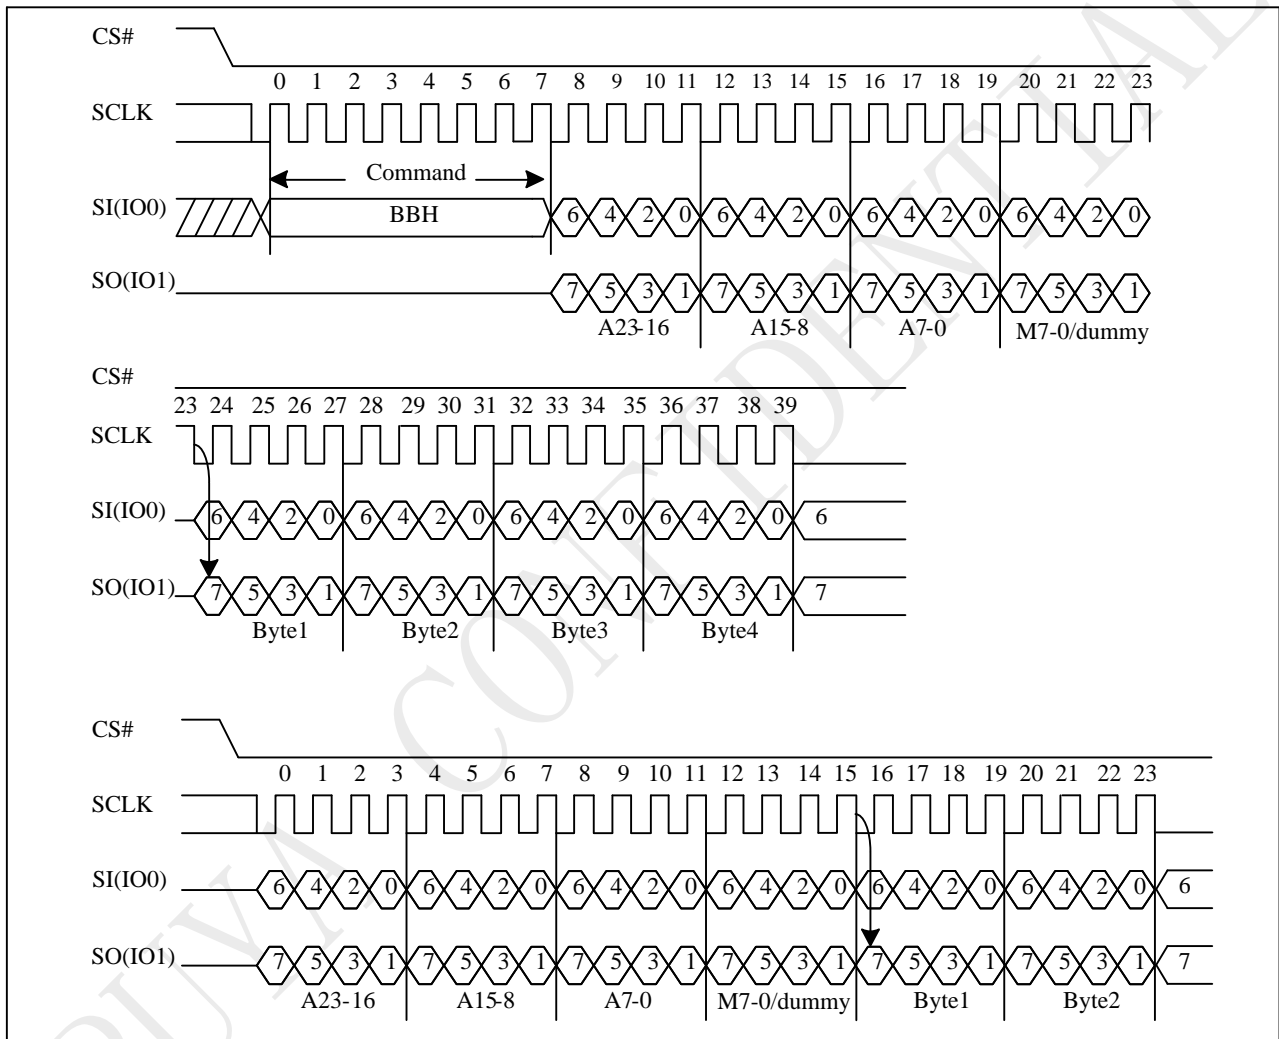 CS#
0 1 2 3 4 5 6 7 8 9 10 11 12 13 14 15 16 17 18 19 20 21 22 23
SCLK
Command
SI(IO0) BBH 6 4 2 0 6 4 2 0 6 4 2 0 6 4 2 0
SO(IO1) 7 5 3 1 7 5 3 1 7 5 3 1 7 5 3 1
A23-16 A15-8 A7-0 M7-0/dummy
CS#
23 24 25 26 27 28 29 30 31 32 33 34 35 36 37 38 39
SCLK
SI(IO0) 6 4 2 0 6 4 2 0 6 4 2 0 6 4 2 0 6
SO(IO1) 7 5 3 1 7 5 3 1 7 5 3 1 7 5 3 1 7
Byte1 Byte2 Byte3 Byte4
CS#
0 1 2 3 4 5 6 7 8 9 10 11 12 13 14 15 16 17 18 19 20 21 22 23
SCLK
SI(IO0) 6 4 2 0 6 4 2 0 6 4 2 0 6 4 2 0 6 4 2 0 6 4 2 0 6
SO(IO1) 7 5 3 1 7 5 3 1 7 5 3 1 7 5 3 1 7 5 3 1 7 5 3 1 7
A23-16 A15-8 A7-0 M7-0/dummy Byte1 Byte2
PUYA CONFIDENTIAL